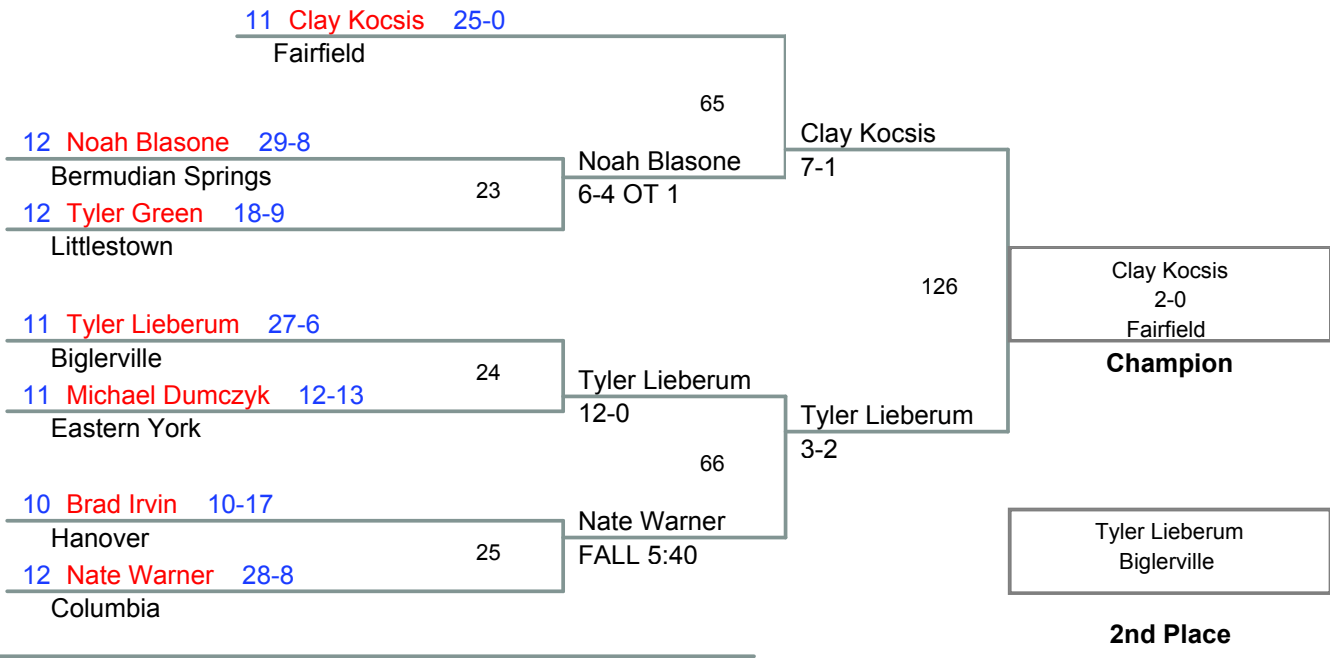 11 Clay Kocsis 25-0
Fairfield
65
12 Noah Blasone 29-8
Bermudian Springs
23
12 Tyler Green 18-9
Littlestown
Noah Blasone
6-4 OT 1
Clay Kocsis
7-1
11 Tyler Lieberum 27-6
Biglerville
24
11 Michael Dumczyk 12-13
Eastern York
Tyler Lieberum
12-0
66
10 Brad Irvin 10-17
Hanover
25
12 Nate Warner 28-8
Columbia
Nate Warner
FALL 5:40
Tyler Lieberum
3-2
126
Clay Kocsis
2-0
Fairfield
Champion
Tyler Lieberum
Biglerville
2nd Place